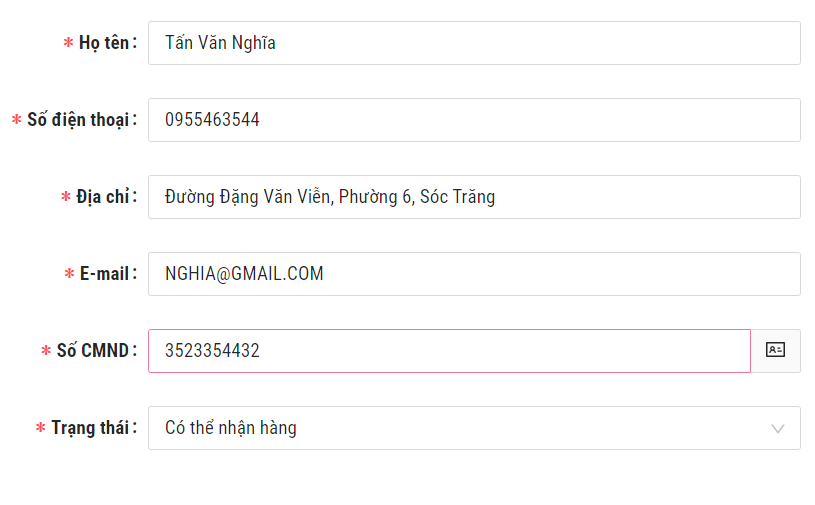 * Họ tên: Tấn Văn Nghĩa
* Số điện thoại: 0955463544
* Địa chỉ: Đường Đặng Văn Viễn, Phường 6, Sóc Trăng
* E-mail: NGHIA@GMAIL.COM
* Số CMND: 3523354432
* Trạng thái: Có thể nhận hàng